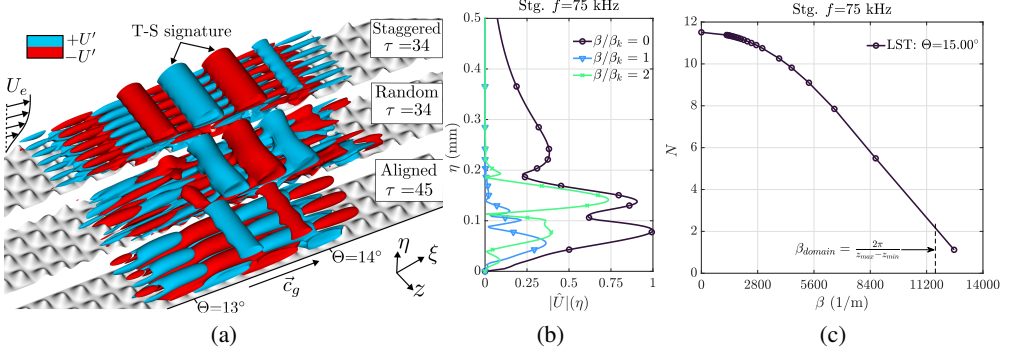 +U′
−U′
U_e
T-S signature
Staggered
τ =34
Random
τ =34
Aligned
τ =45
Θ=13°
Θ=14°
c⃗_g
η
ξ
z
(a)
Stg. f=75 kHz
β/β_k = 0
β/β_k = 1
β/β_k = 2
η (mm)
0.5
0.4
0.3
0.2
0.1
0
0 0.25 0.5 0.75 1
|Û|(η)
(b)
Stg. f=75 kHz
LST: Θ=15.00°
N
12
10
8
6
4
2
0
β_domain = 2π / (z_max−z_min)
0 2800 5600 8400 11200 14000
β (1/m)
(c)